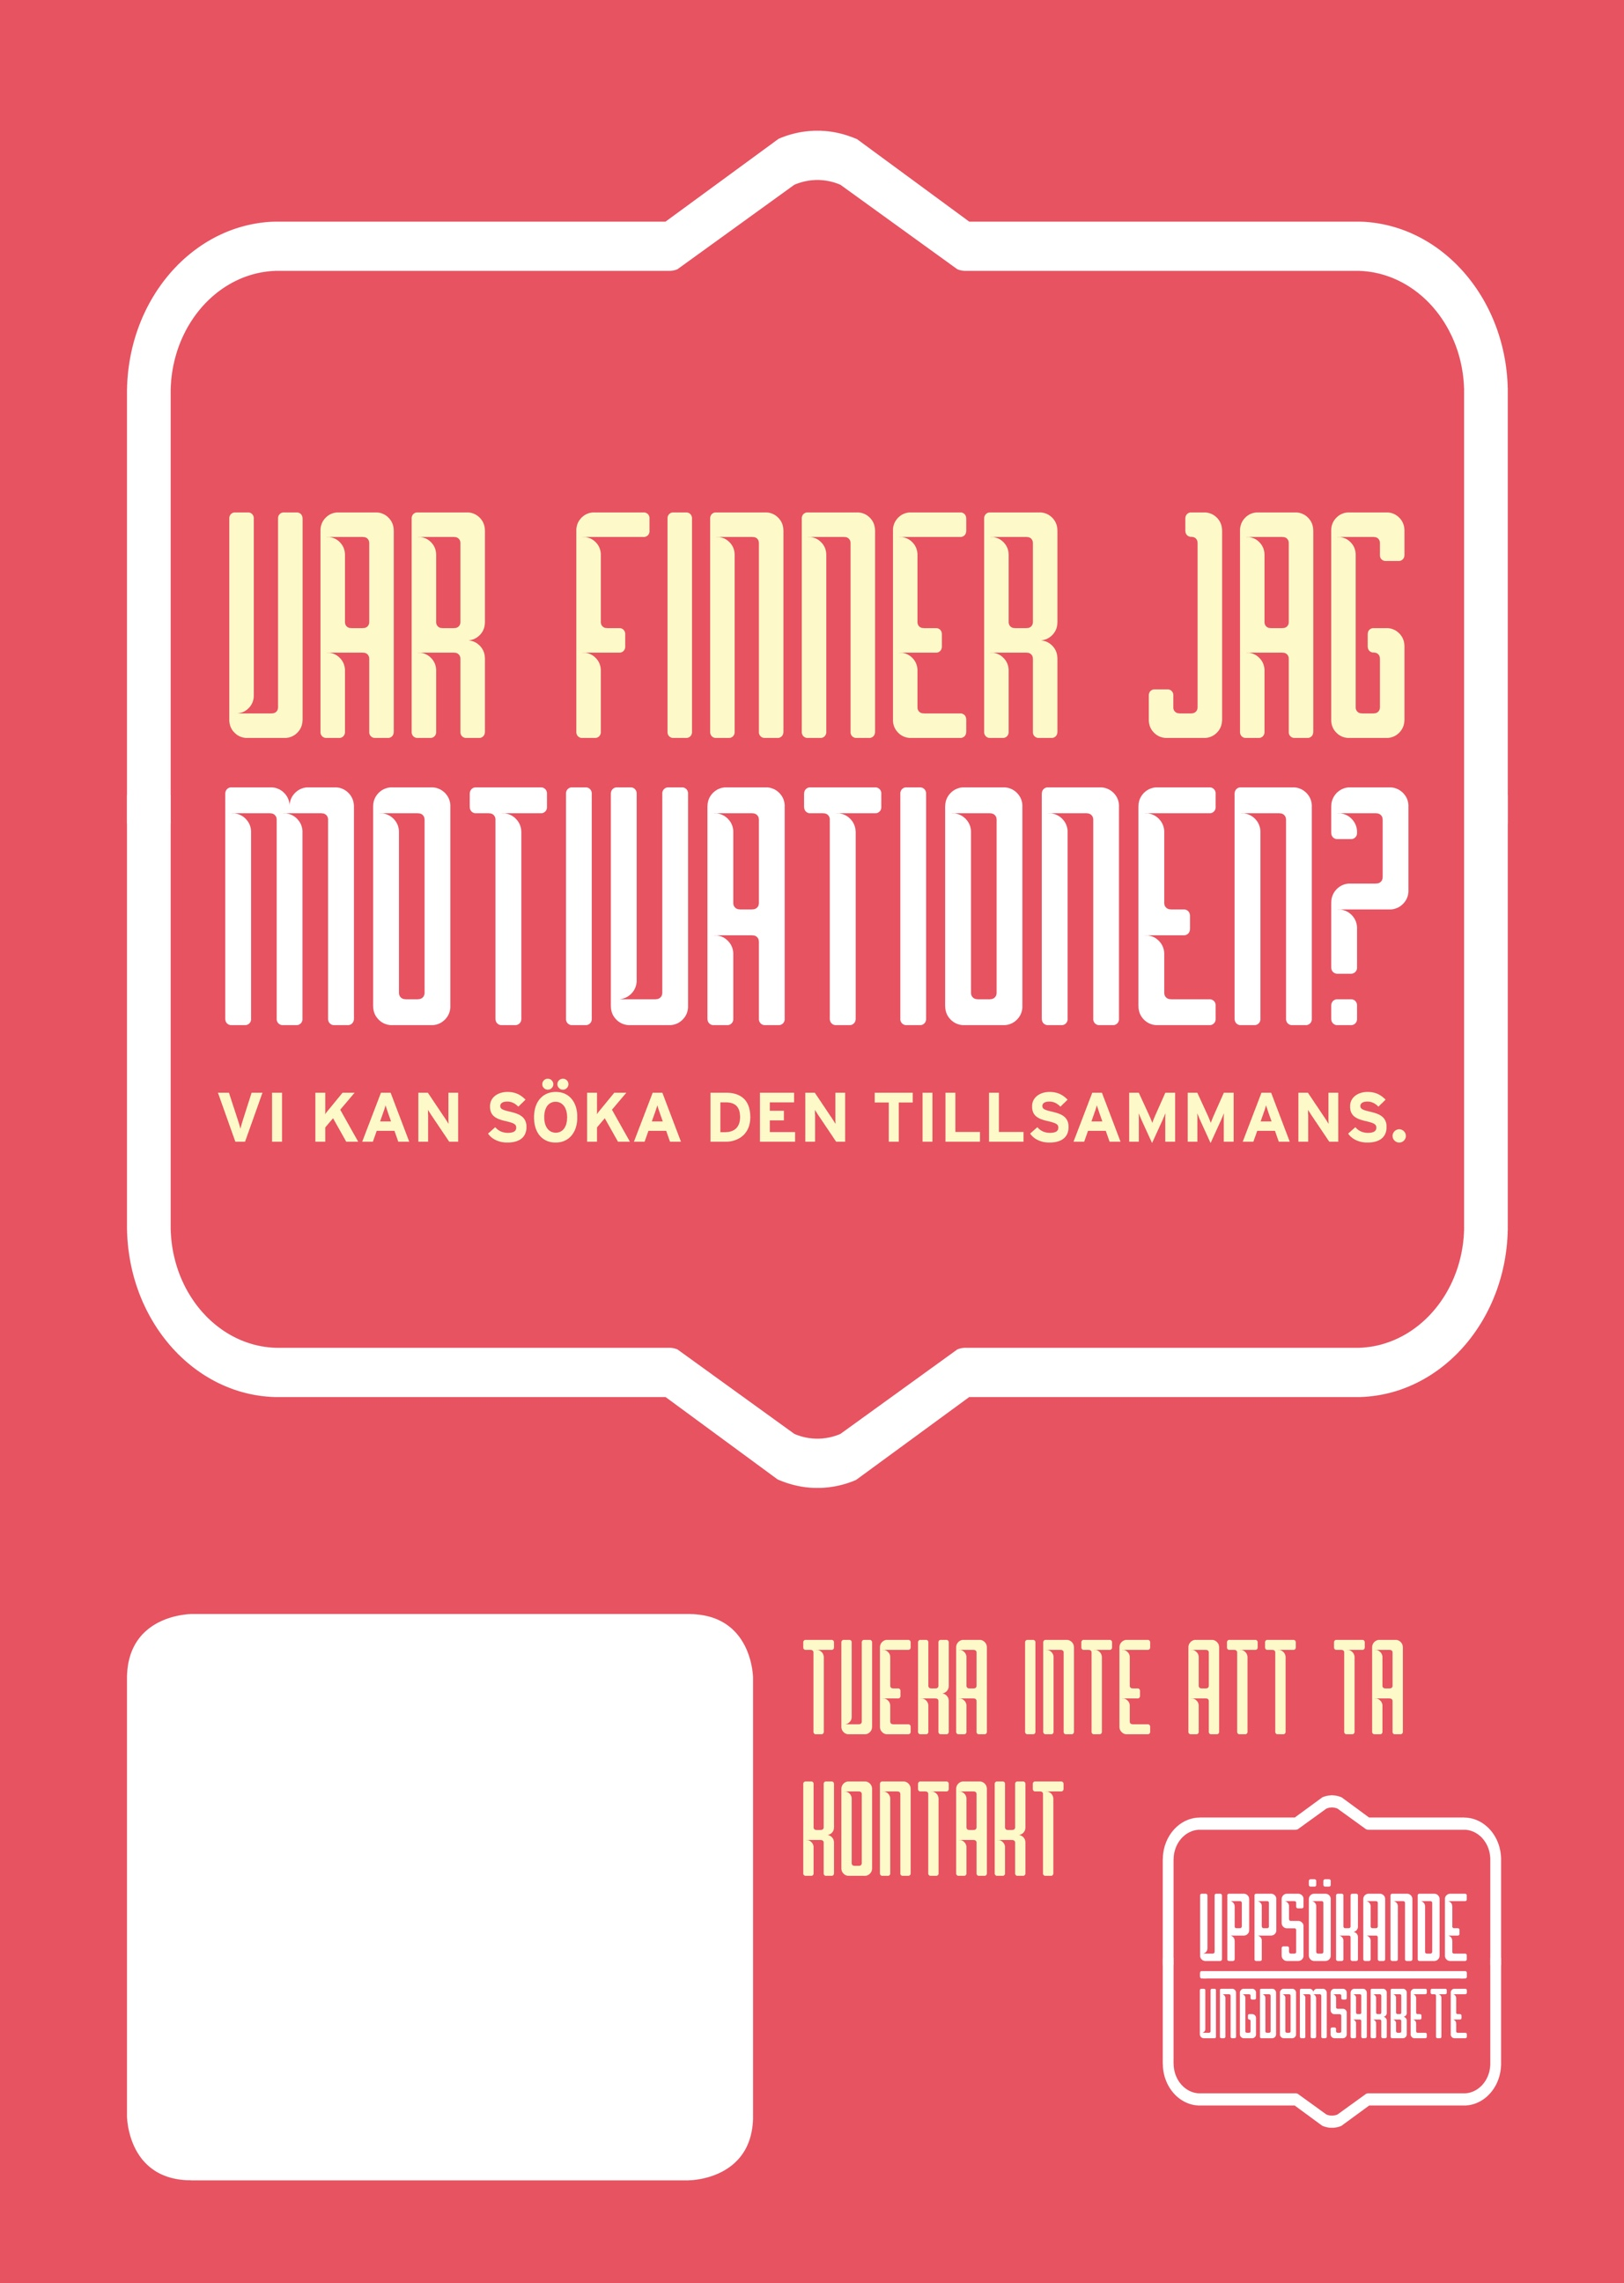 VAR FINNER JAG
MOTIVATIONEN?
VI KAN SÖKA DEN TILLSAMMANS.
TVEKA INTE ATT TA
KONTAKT
UPPSÖKANDE
UNGDOMSARBETE